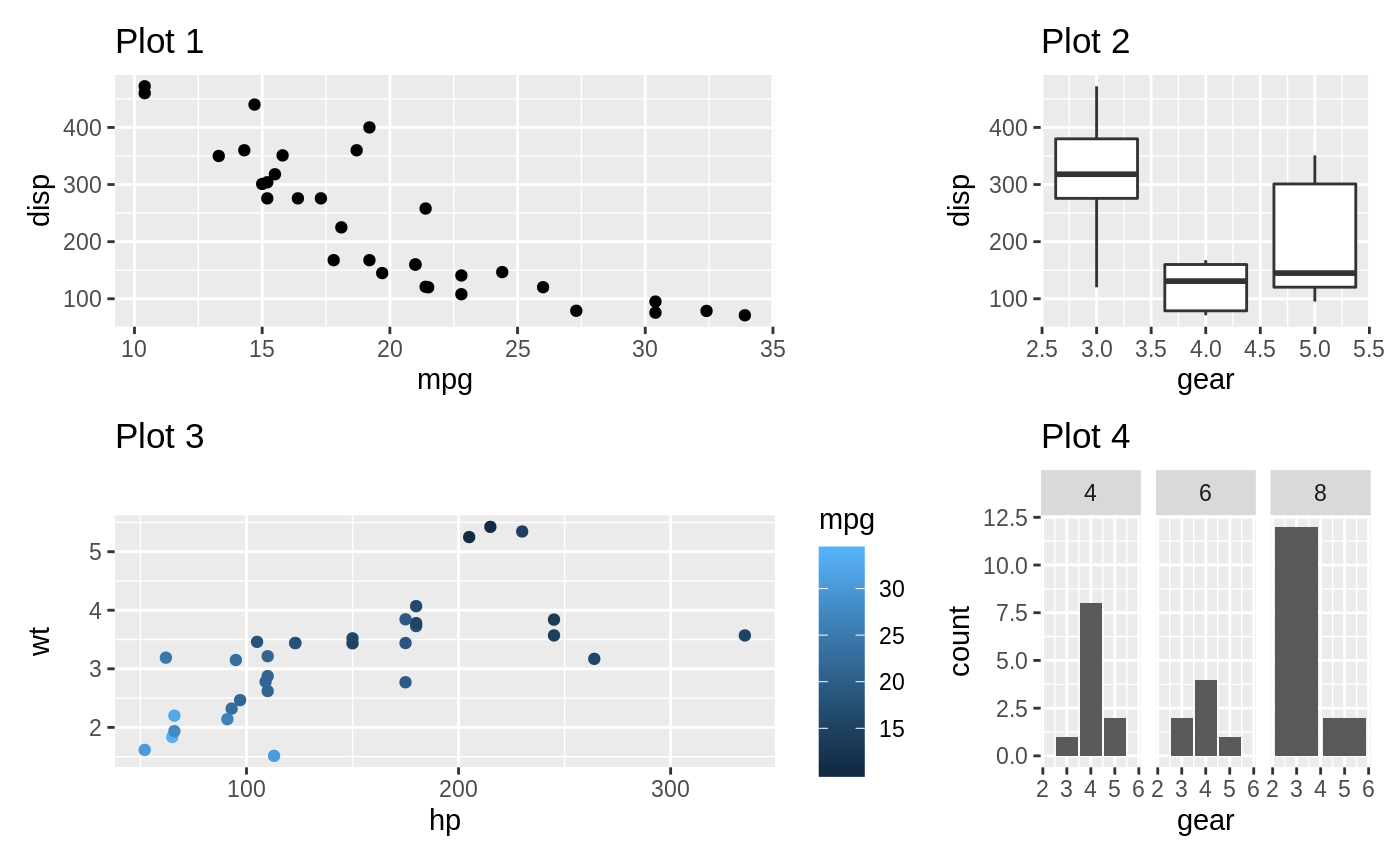 Plot 1
400
300
200
100
disp
10 15 20 25 30 35
mpg
Plot 2
400
300
200
100
disp
2.5 3.0 3.5 4.0 4.5 5.0 5.5
gear
Plot 3
5
4
3
2
wt
100 200 300
hp
mpg
30
25
20
15
Plot 4
4 6 8
12.5
10.0
7.5
5.0
2.5
0.0
count
2 3 4 5 6 2 3 4 5 6 2 3 4 5 6
gear